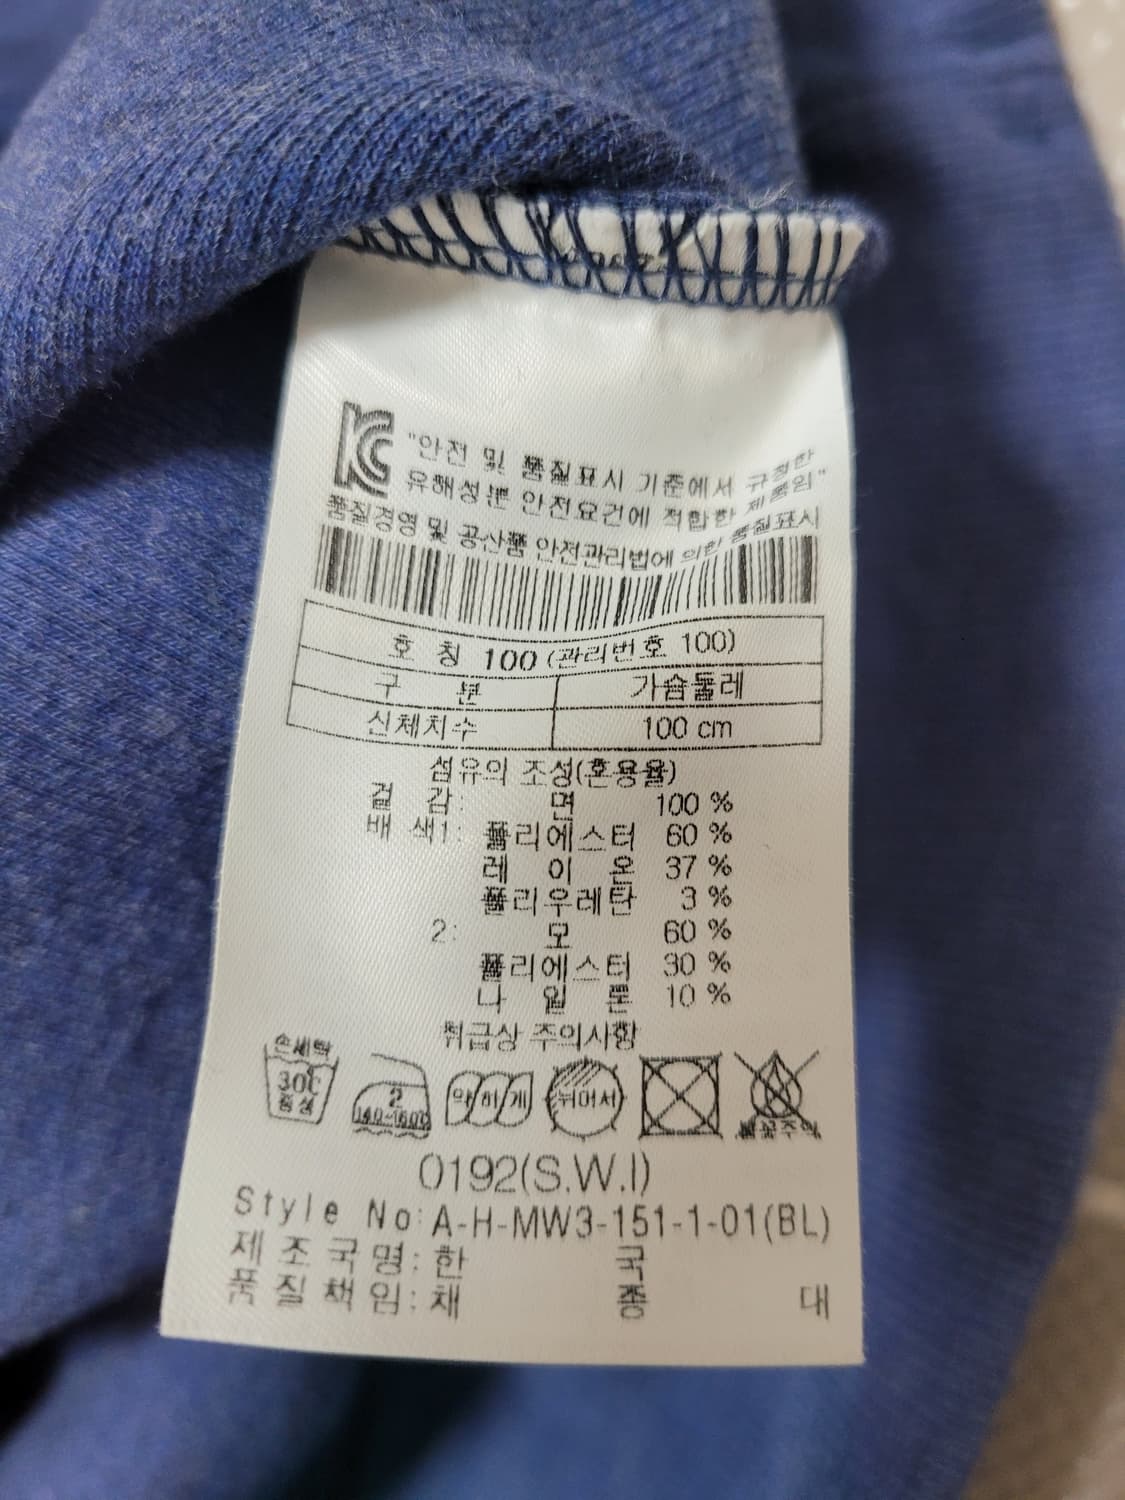 KC
"안전 및 품질표시 기준에서 규정한
유해성분 안전요건에 적합한 제품임"
품질경영 및 공산품 안전관리법에 의한 품질표시
호 칭 100 (관리번호 100)
구 분 가슴둘레
신체치수 100 cm
섬유의 조성(혼용율)
겉 감: 면 100 %
배 색1: 폴리에스터 60 %
레 이 온 37 %
폴리우레탄 3 %
2: 모 60 %
폴리에스터 30 %
나 일 론 10 %
취급상 주의사항
손세탁
30℃
중성
2
140~160℃
약하게
뉘어서
불꽃주의
0192(S.W.I)
Style No:A-H-MW3-151-1-01(BL)
제조국명:한 국
품질책임:채 종 대